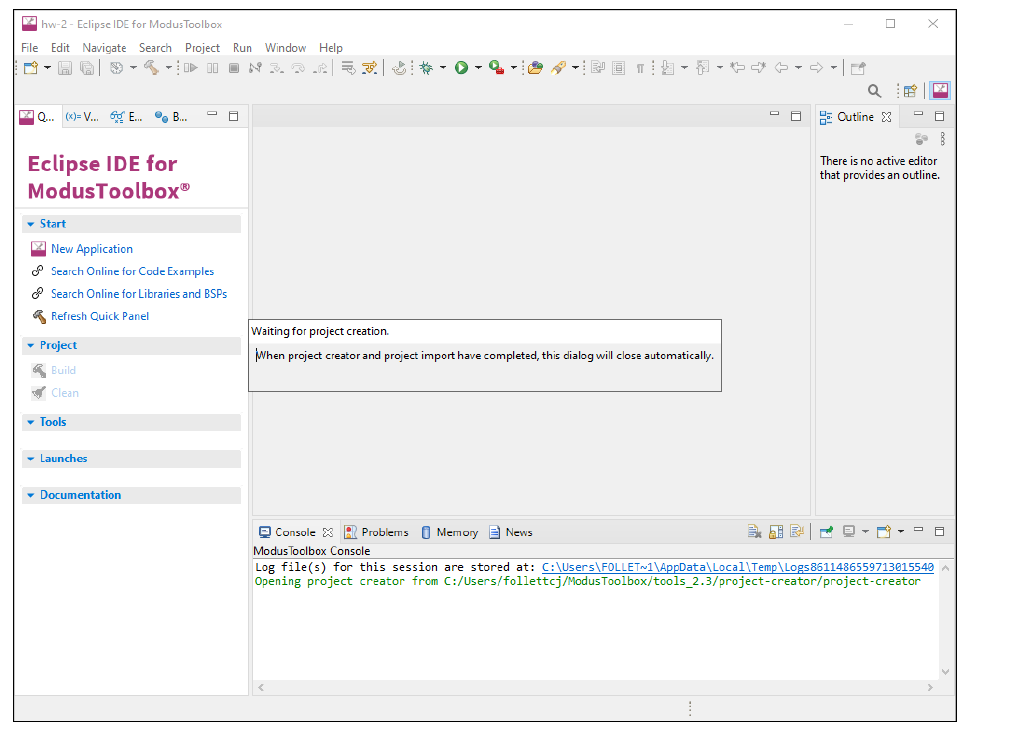 hw-2 - Eclipse IDE for ModusToolbox
File Edit Navigate Search Project Run Window Help
Q... (x)= V... E... B...
Outline
Eclipse IDE for
ModusToolbox®
There is no active editor
that provides an outline.
Start
New Application
Search Online for Code Examples
Search Online for Libraries and BSPs
Refresh Quick Panel
Project
Build
Clean
Tools
Launches
Documentation
Waiting for project creation.
When project creator and project import have completed, this dialog will close automatically.
Console Problems Memory News
ModusToolbox Console
Log file(s) for this session are stored at: C:\Users\FOLLET~1\AppData\Local\Temp\Logs8611486559713015540
Opening project creator from C:/Users/follettcj/ModusToolbox/tools_2.3/project-creator/project-creator